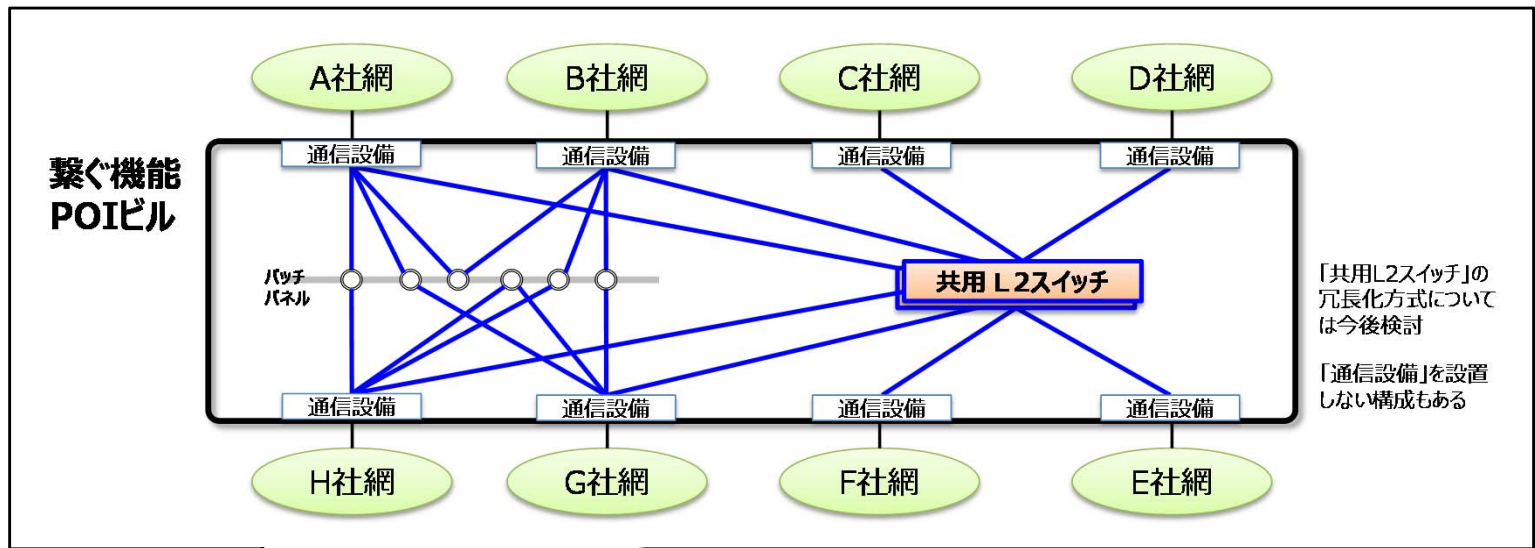 A社網
B社網
C社網
D社網
繋ぐ機能
POIビル
通信設備
通信設備
通信設備
通信設備
パッチ
パネル
共用L2スイッチ
「共用L2スイッチ」の
冗長化方式について
は今後検討
「通信設備」を設置
しない構成もある
通信設備
通信設備
通信設備
通信設備
H社網
G社網
F社網
E社網